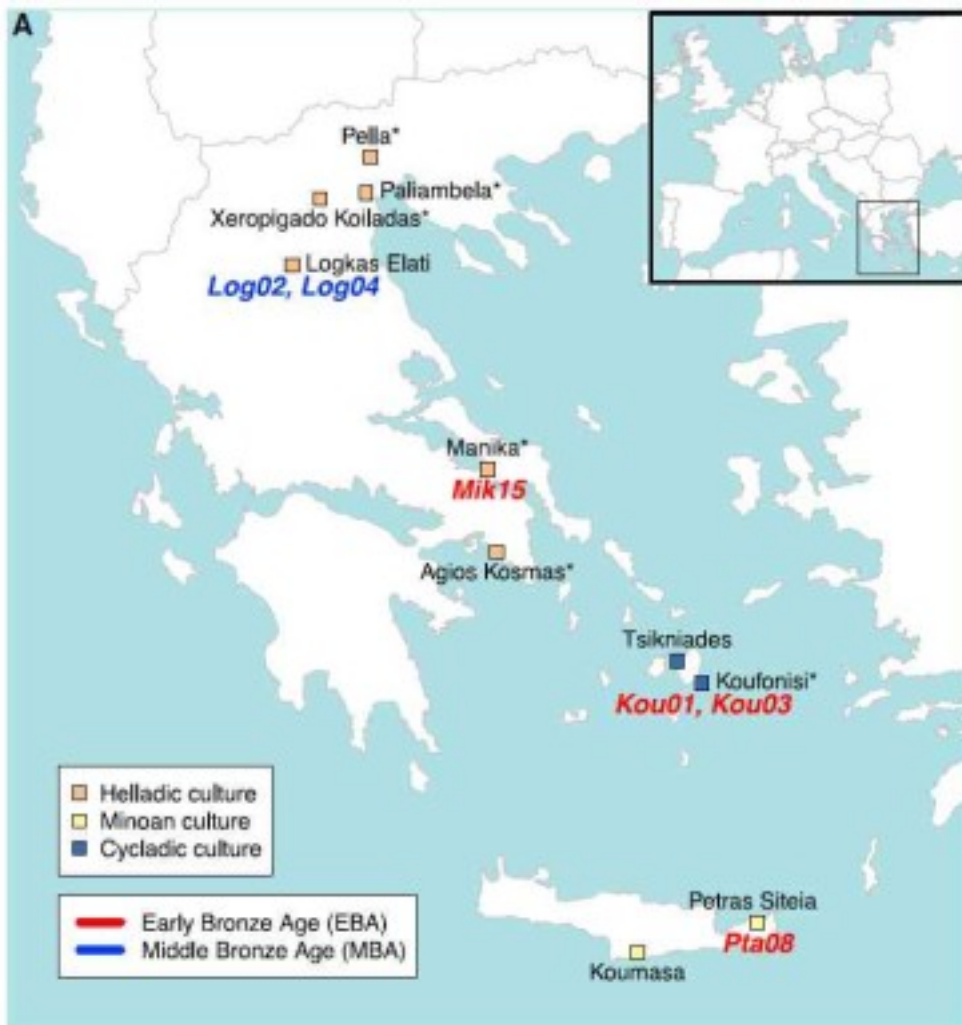 A
Pella*
Paliambela*
Xeropigado Koiladas*
Logkas Elati
Log02, Log04
Manika*
Mik15
Agios Kosmas*
Tsikniades
Koufonisi*
Kou01, Kou03
Helladic culture
Minoan culture
Cycladic culture
Petras Siteia
Early Bronze Age (EBA)
Pta08
Middle Bronze Age (MBA)
Koumasa